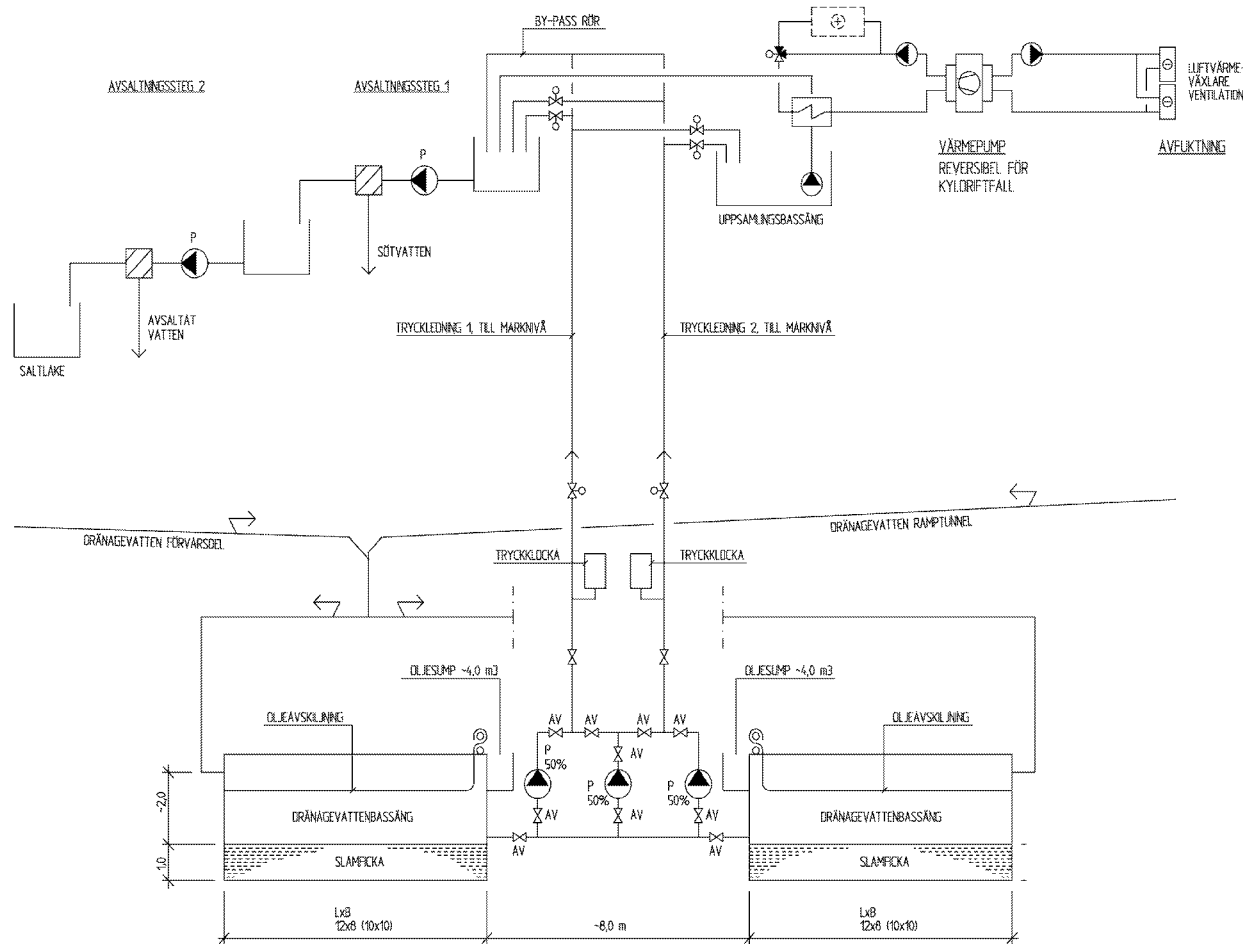 BY-PASS RÖR
AVSALTNINGSSTEG 2
AVSALTNINGSSTEG 1
LUFTVÄRME-
VÄXLARE
VENTILATION
VÄRMEPUMP
REVERSIBEL FÖR
KYLDRIFTFALL
AVFUKTNING
P
UPPSAMLINGSBASSÄNG
SÖTVATTEN
P
AVSALTAT
VATTEN
SALTLAKE
TRYCKLEDNING 1, TILL MARKNIVÅ
TRYCKLEDNING 2, TILL MARKNIVÅ
DRÄNAGEVATTEN FÖRVARSDEL
DRÄNAGEVATTEN RAMPTUNNEL
TRYCKKLOCKA
TRYCKKLOCKA
OLJESUMP ~4,0 m3
OLJESUMP ~4,0 m3
OLJEAVSKILJNING
OLJEAVSKILJNING
AV
AV
AV
AV
AV
P
50%
P
50%
P
50%
AV
AV
AV
AV
AV
DRÄNAGEVATTENBASSÄNG
DRÄNAGEVATTENBASSÄNG
SLAMFICKA
SLAMFICKA
~2,0
1,0
LxB
12x8 (10x10)
~8,0 m
LxB
12x8 (10x10)